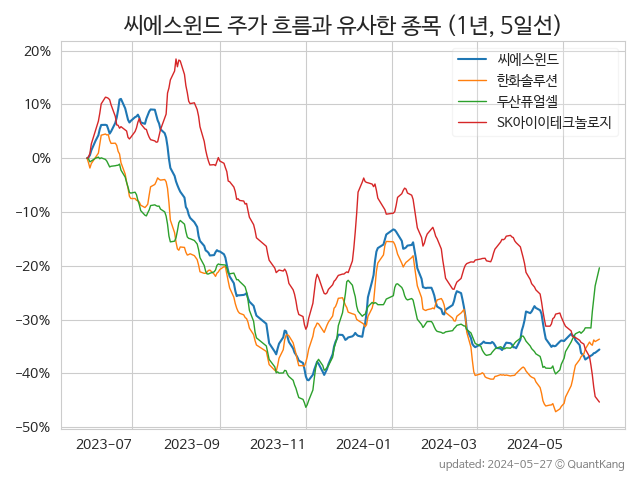 씨에스윈드 주가 흐름과 유사한 종목 (1년, 5일선)
씨에스윈드
한화솔루션
두산퓨얼셀
SK아이이테크놀로지
20%
10%
0%
−10%
−20%
−30%
−40%
−50%
2023-07
2023-09
2023-11
2024-01
2024-03
2024-05
updated: 2024-05-27 © QuantKang